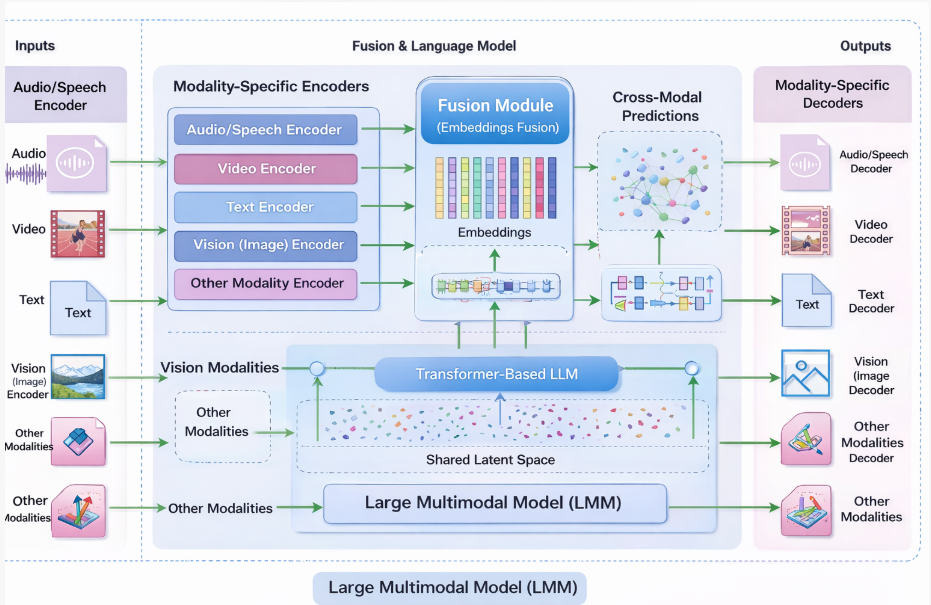 Inputs
Fusion & Language Model
Outputs
Audio/Speech
Encoder
Audio
Video
Text
Text
Vision
(Image)
Encoder
Other
Modalities
Other
Modalities
Modality-Specific Encoders
Audio/Speech Encoder
Video Encoder
Text Encoder
Vision (Image) Encoder
Other Modality Encoder
Fusion Module
(Embeddings Fusion)
Embeddings
Cross-Modal
Predictions
Vision Modalities
Other
Modalities
Other Modalities
Transformer-Based LLM
Shared Latent Space
Large Multimodal Model (LMM)
Modality-Specific
Decoders
Audio/Speech
Decoder
Video
Decoder
Text
Text
Decoder
Vision
(Image
Decoder
Other
Modalities
Decoder
Other
Modalities
Large Multimodal Model (LMM)